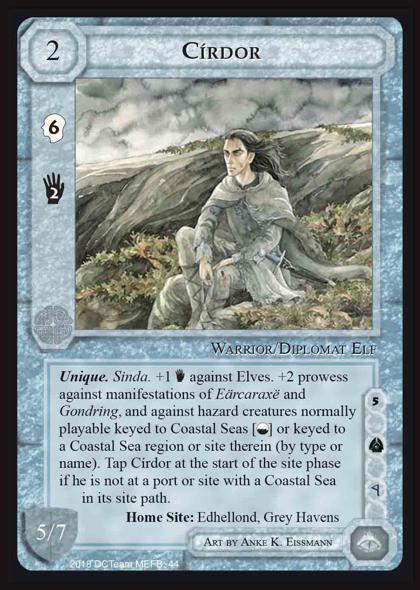 2
CÍRDOR
6
2
WARRIOR/DIPLOMAT ELF
Unique. Sinda. +1 against Elves. +2 prowess
against manifestations of Eärcaraxë and
Gondring, and against hazard creatures normally
playable keyed to Coastal Seas [ ] or keyed to
a Coastal Sea region or site therein (by type or
name). Tap Círdor at the start of the site phase
if he is not at a port or site with a Coastal Sea
in its site path.
5
Home Site: Edhellond, Grey Havens
5/7
ART BY ANKE K. EISSMANN
2018 DCTeam MEFB: 44